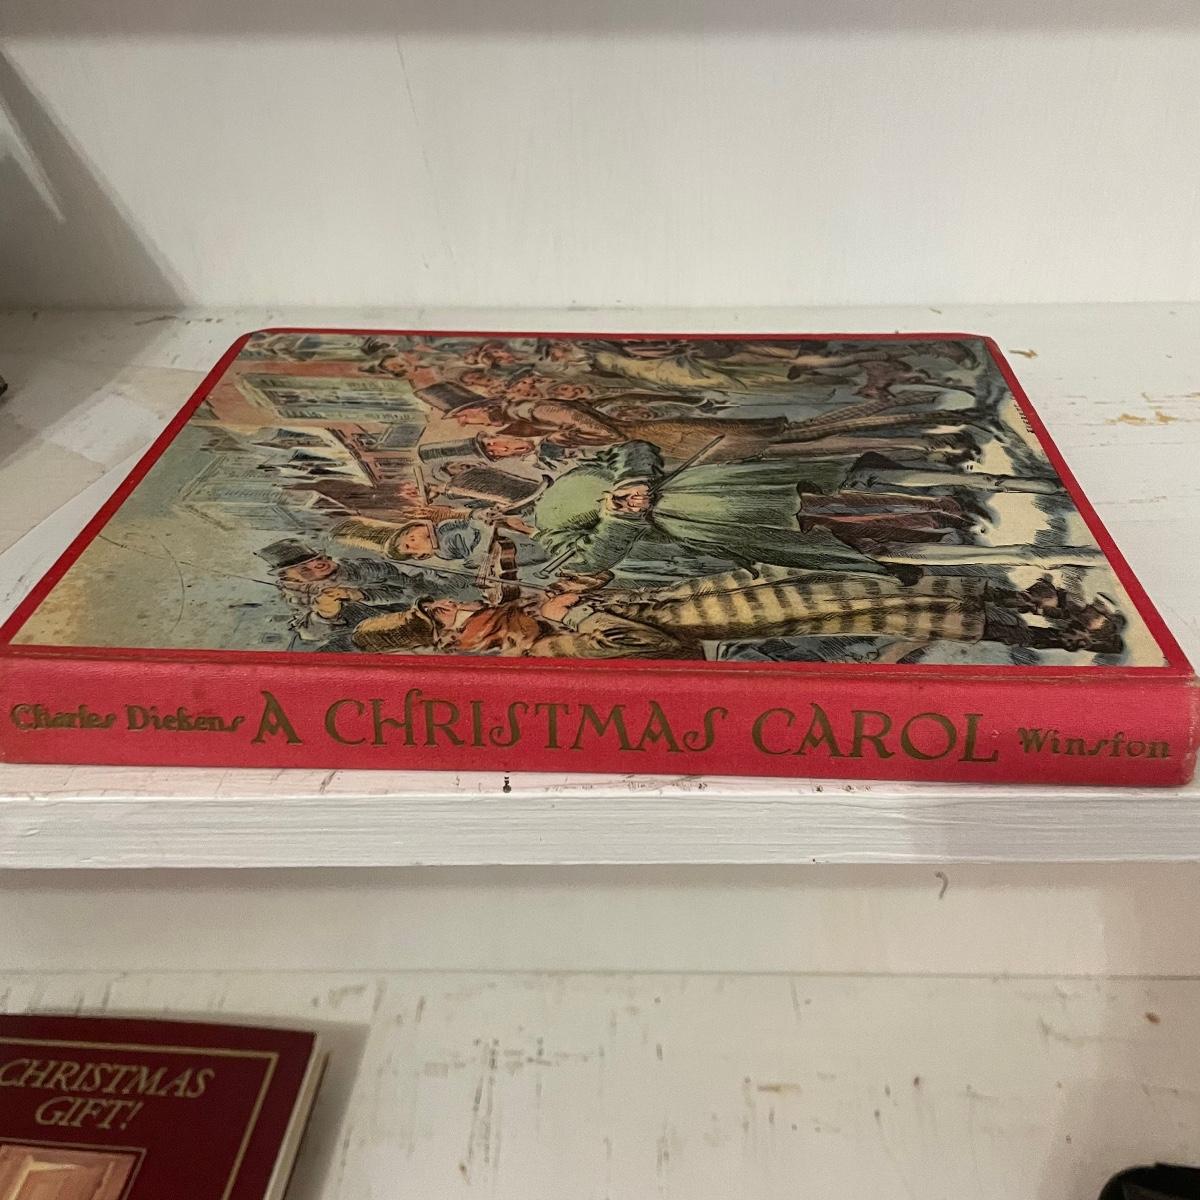 Charles Dickens A CHRISTMAS CAROL Winston
CHRISTMAS
GIFT!